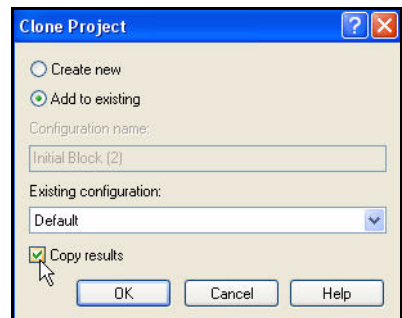 Clone Project
Create new
Add to existing
Configuration name:
Initial Block (2)
Existing configuration:
Default
Copy results
OK Cancel Help